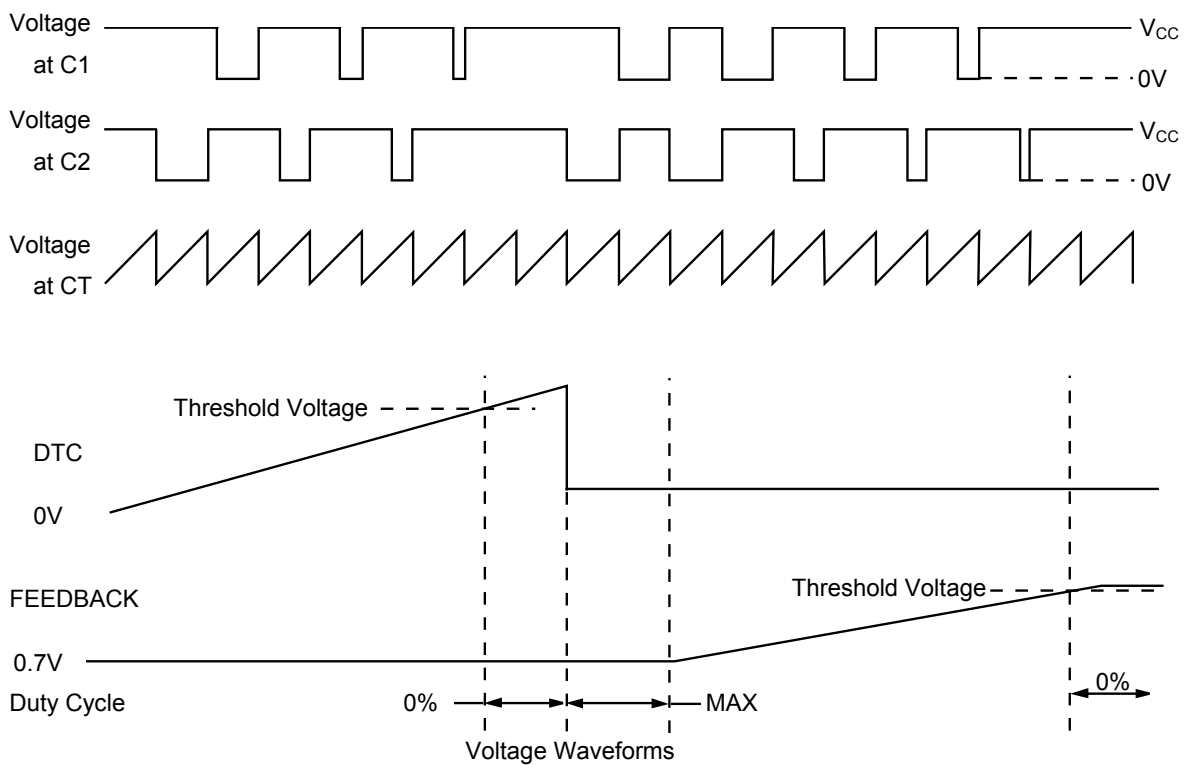 Voltage
at C1
VCC
0V
Voltage
at C2
VCC
0V
Voltage
at CT
Threshold Voltage
DTC
0V
FEEDBACK
Threshold Voltage
0.7V
Duty Cycle
0%
MAX
0%
Voltage Waveforms